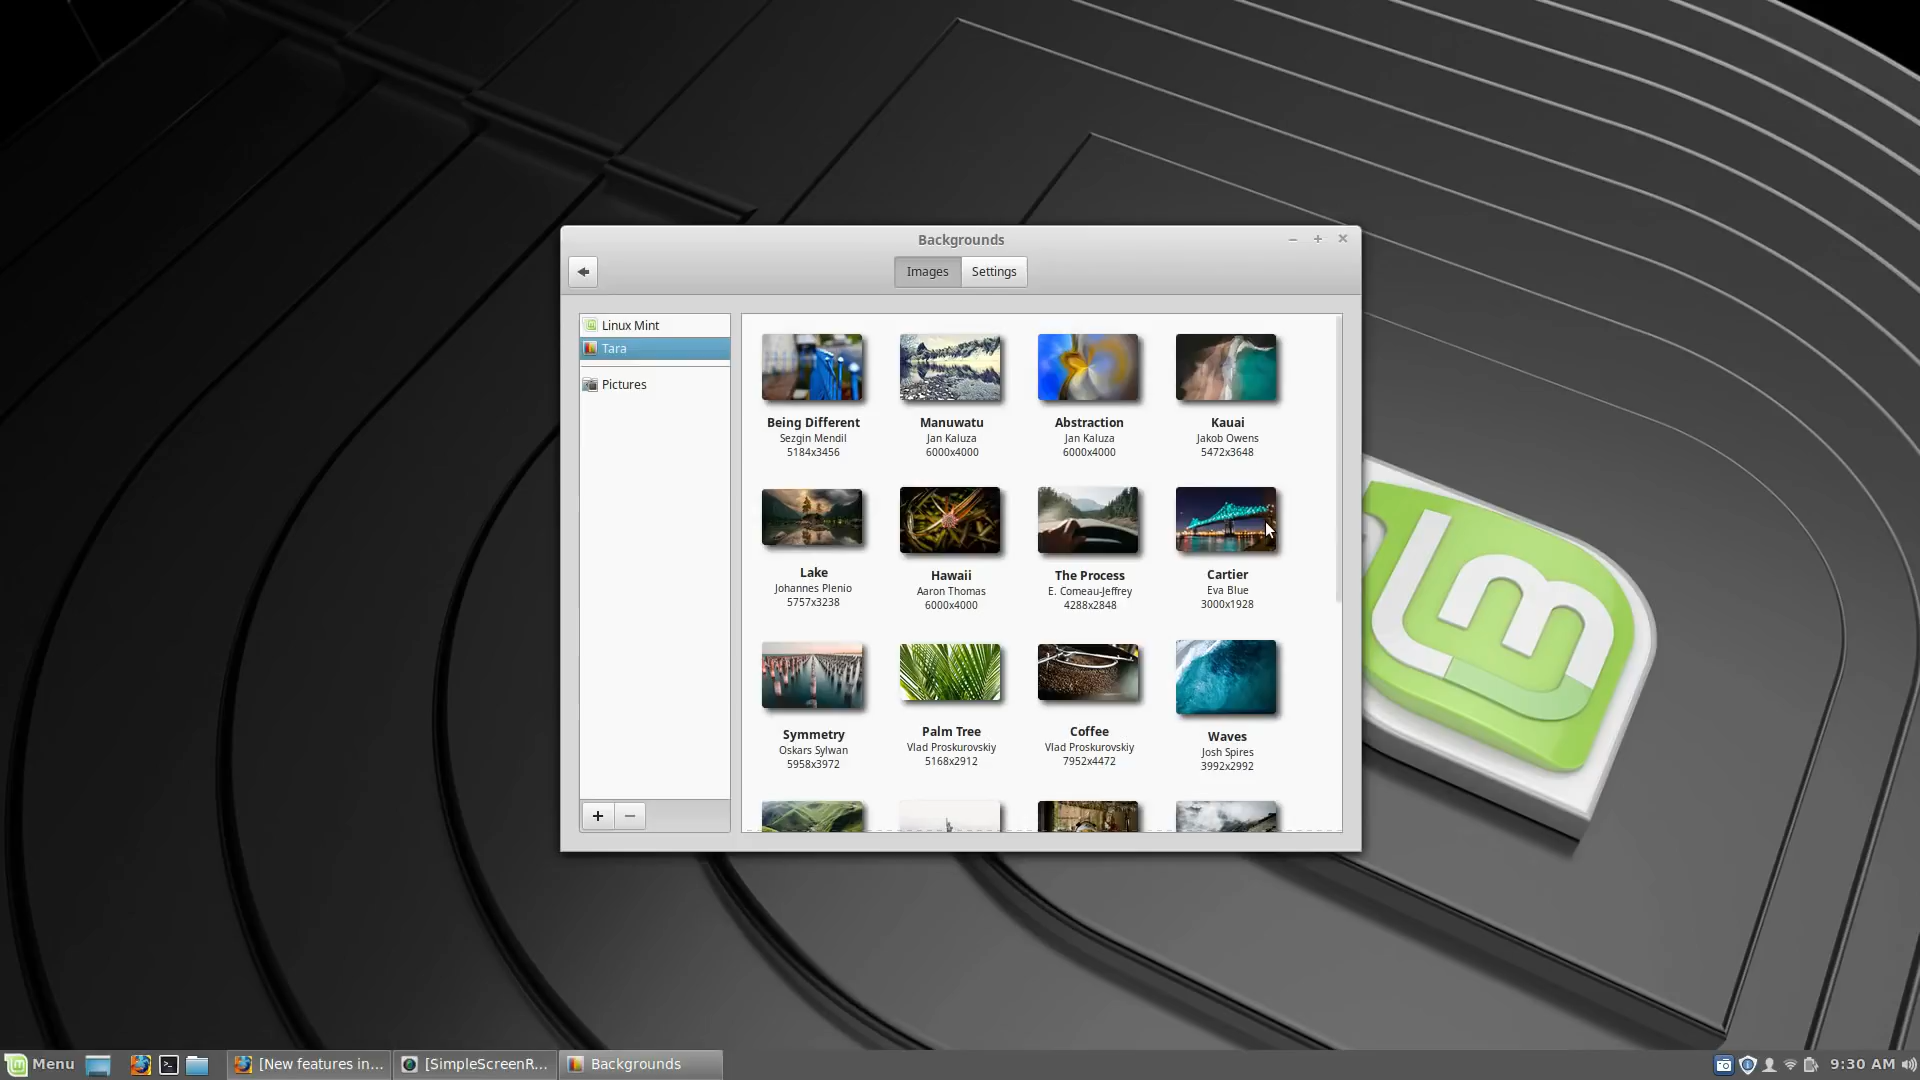 Backgrounds
Images
Settings
Linux Mint
Tara
Pictures
Being Different
Sezgin Mendil
5184x3456
Manuwatu
Jan Kaluza
6000x4000
Abstraction
Jan Kaluza
6000x4000
Kauai
Jakob Owens
5472x3648
Lake
Johannes Plenio
5757x3238
Hawaii
Aaron Thomas
6000x4000
The Process
E. Comeau-Jeffrey
4288x2848
Cartier
Eva Blue
3000x1928
Symmetry
Oskars Sylwan
5958x3972
Palm Tree
Vlad Proskurovskiy
5168x2912
Coffee
Vlad Proskurovskiy
7952x4472
Waves
Josh Spires
3992x2992
Menu
[New features in...
[SimpleScreenR...
Backgrounds
9:30 AM